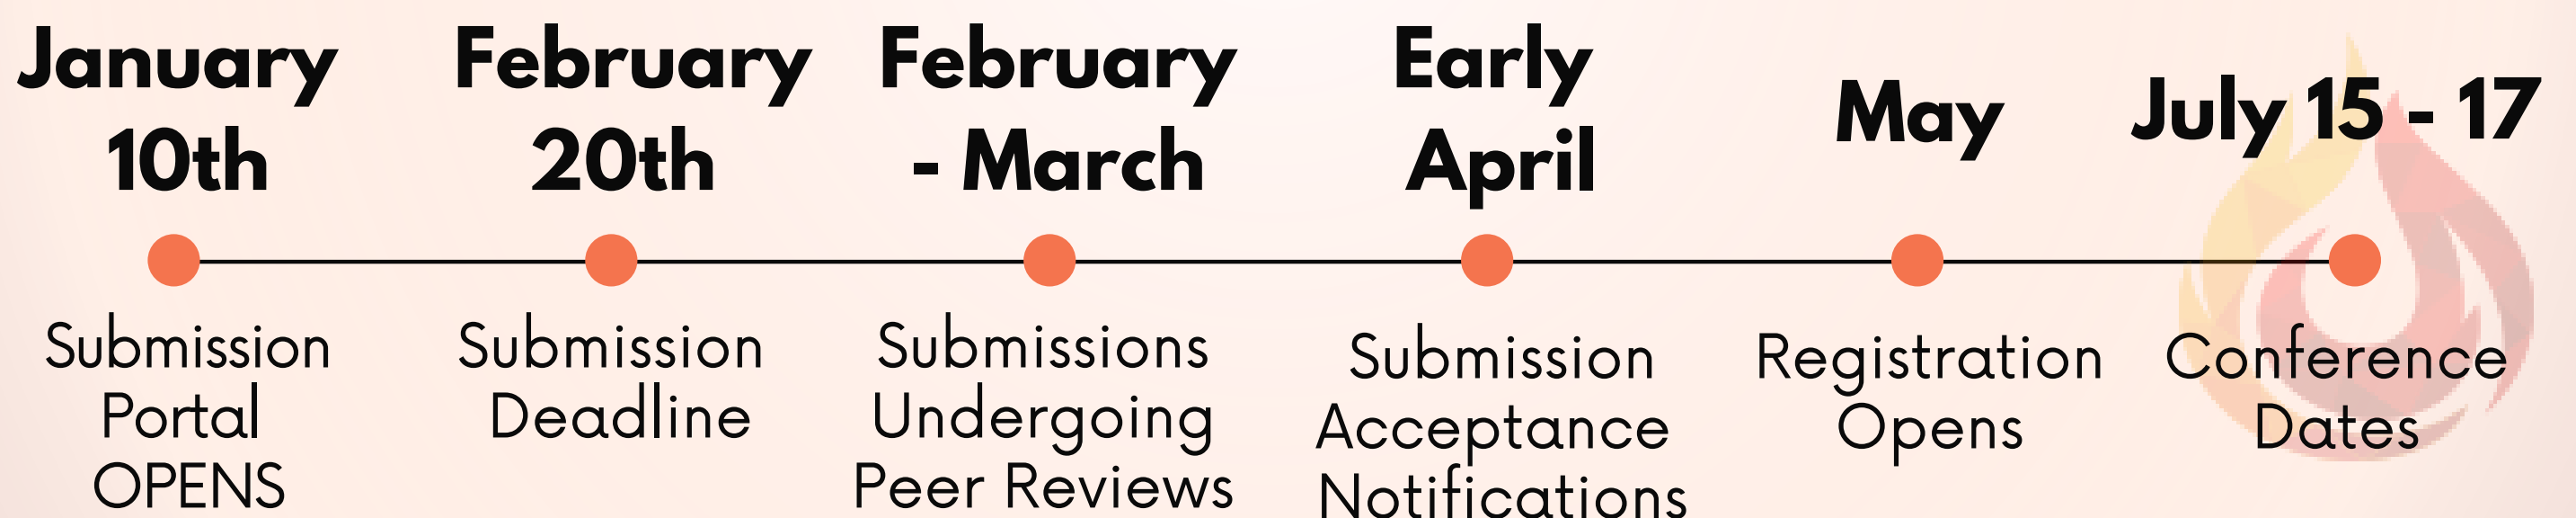 January
10th
February
20th
February
- March
Early
April
May
July 15 - 17
Submission
Portal
OPENS
Submission
Deadline
Submissions
Undergoing
Peer Reviews
Submission
Acceptance
Notifications
Registration
Opens
Conference
Dates